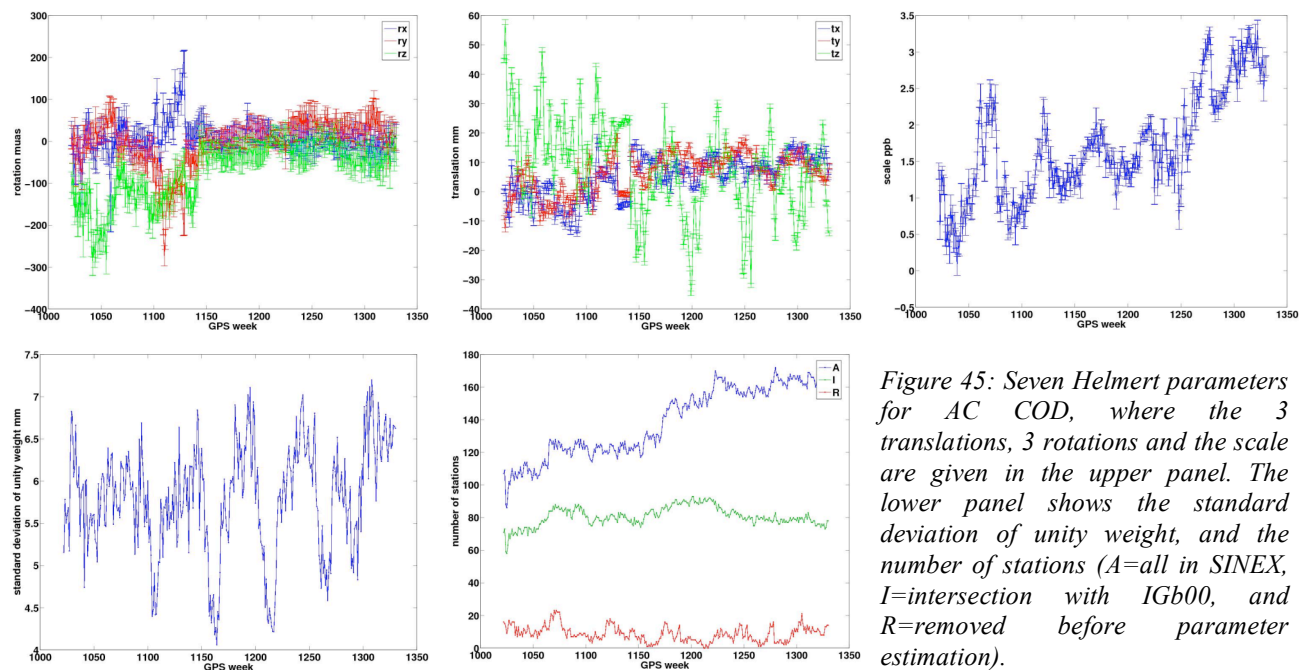 300
200
100
0
−100
−200
−300
−400
rotation muas
rx
ry
rz
1000 1050 1100 1150 1200 1250 1300 1350
GPS week
60
50
40
30
20
10
0
−10
−20
−30
−40
translation mm
tx
ty
tz
1000 1050 1100 1150 1200 1250 1300 1350
GPS week
3.5
3
2.5
2
1.5
1
0.5
0
−0.5
scale ppb
1000 1050 1100 1150 1200 1250 1300 1350
GPS week
7.5
7
6.5
6
5.5
5
4.5
4
standard deviation of unity weight mm
1000 1050 1100 1150 1200 1250 1300 1350
GPS week
180
160
140
120
100
80
60
40
20
0
number of stations
A
I
R
1000 1050 1100 1150 1200 1250 1300 1350
GPS week
Figure 45: Seven Helmert parameters
for AC COD, where the 3
translations, 3 rotations and the scale
are given in the upper panel. The
lower panel shows the standard
deviation of unity weight, and the
number of stations (A=all in SINEX,
I=intersection with IGb00, and
R=removed before parameter
estimation).